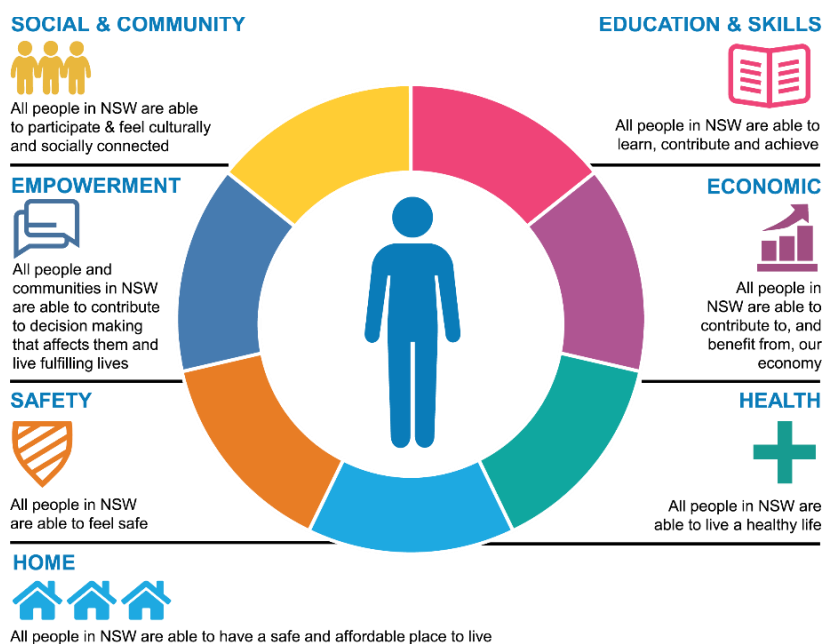 SOCIAL & COMMUNITY
All people in NSW are able
to participate & feel culturally
and socially connected
EDUCATION & SKILLS
All people in NSW are able to
learn, contribute and achieve
EMPOWERMENT
All people and
communities in NSW
are able to contribute
to decision making
that affects them and
live fulfilling lives
ECONOMIC
All people in
NSW are able to
contribute to, and
benefit from, our
economy
SAFETY
All people in NSW
are able to feel safe
HEALTH
All people in NSW are
able to live a healthy life
HOME
All people in NSW are able to have a safe and affordable place to live